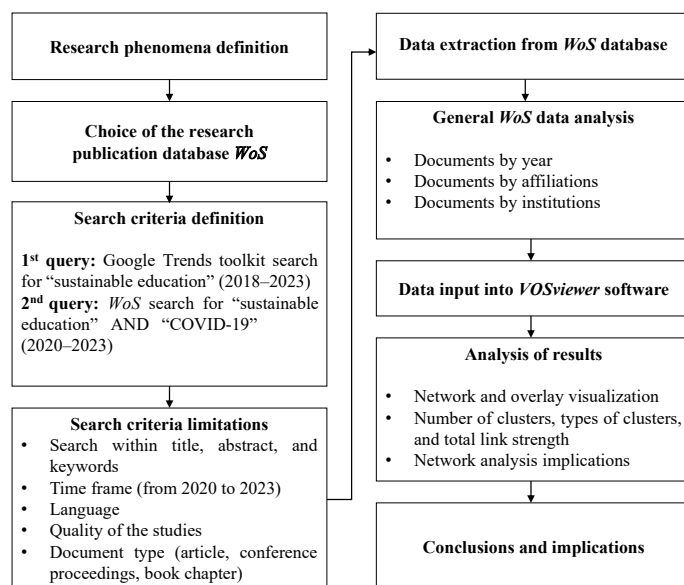 Research phenomena definition
Choice of the research
publication database WoS
Search criteria definition
1st query: Google Trends toolkit search
for “sustainable education” (2018–2023)
2nd query: WoS search for “sustainable
education” AND “COVID-19”
(2020–2023)
Search criteria limitations
• Search within title, abstract, and
keywords
• Time frame (from 2020 to 2023)
• Language
• Quality of the studies
• Document type (article, conference
proceedings, book chapter)
Data extraction from WoS database
General WoS data analysis
• Documents by year
• Documents by affiliations
• Documents by institutions
Data input into VOSviewer software
Analysis of results
• Network and overlay visualization
• Number of clusters, types of clusters,
and total link strength
• Network analysis implications
Conclusions and implications